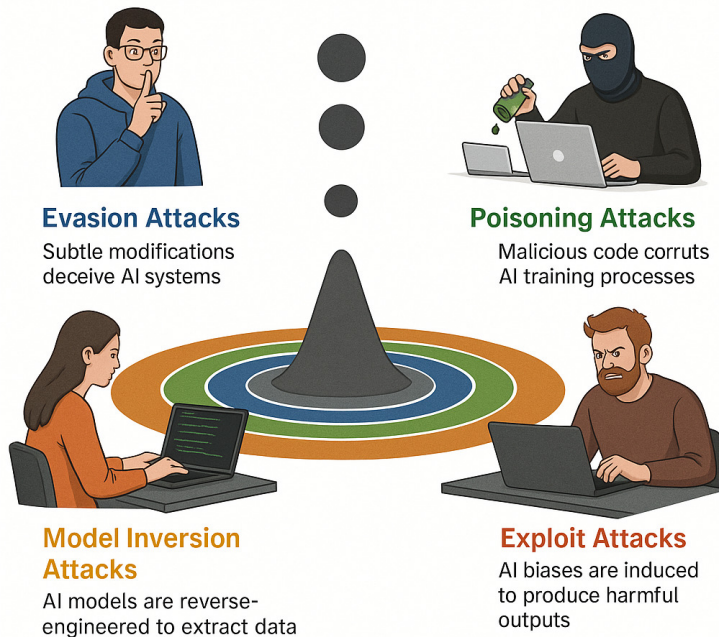 Evasion Attacks
Subtle modifications
deceive AI systems
Poisoning Attacks
Malicious code corruts
AI training processes
Model Inversion
Attacks
AI models are reverse-
engineered to extract data
Exploit Attacks
AI biases are induced
to produce harmful
outputs